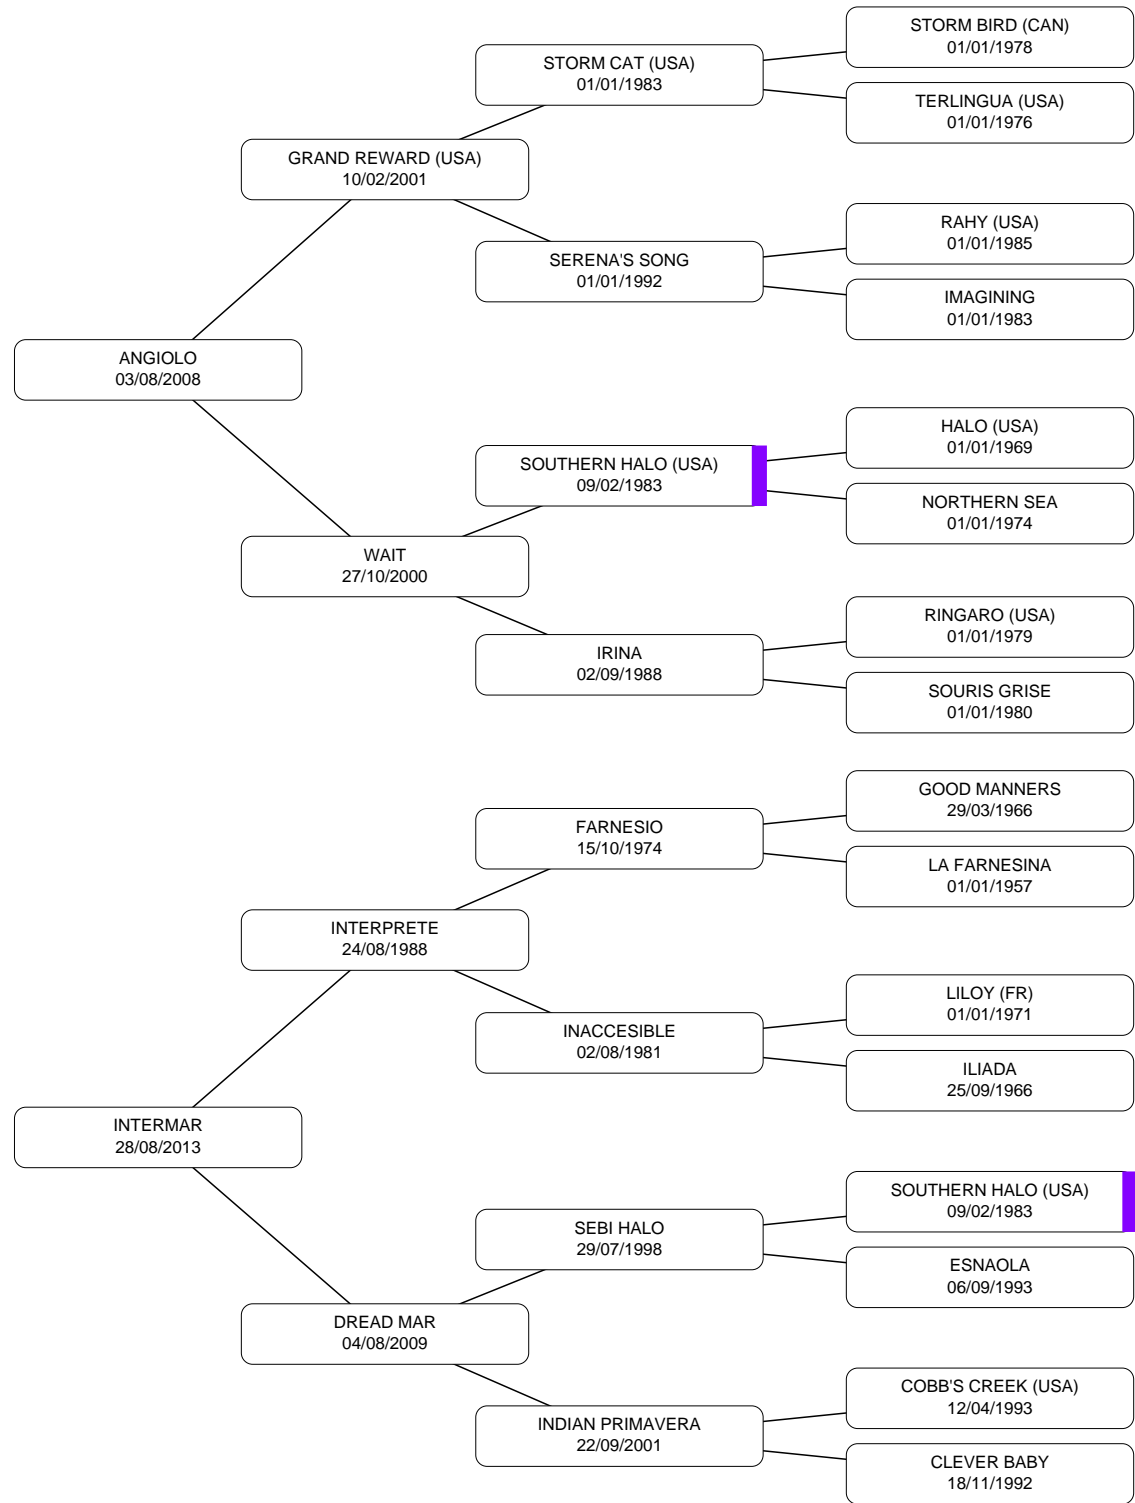 STORM BIRD (CAN)
01/01/1978
STORM CAT (USA)
01/01/1983
TERLINGUA (USA)
01/01/1976
GRAND REWARD (USA)
10/02/2001
RAHY (USA)
01/01/1985
SERENA'S SONG
01/01/1992
IMAGINING
01/01/1983
ANGIOLO
03/08/2008
HALO (USA)
01/01/1969
SOUTHERN HALO (USA)
09/02/1983
NORTHERN SEA
01/01/1974
WAIT
27/10/2000
RINGARO (USA)
01/01/1979
IRINA
02/09/1988
SOURIS GRISE
01/01/1980
GOOD MANNERS
29/03/1966
FARNESIO
15/10/1974
LA FARNESINA
01/01/1957
INTERPRETE
24/08/1988
LILOY (FR)
01/01/1971
INACCESIBLE
02/08/1981
ILIADA
25/09/1966
INTERMAR
28/08/2013
SOUTHERN HALO (USA)
09/02/1983
SEBI HALO
29/07/1998
ESNAOLA
06/09/1993
DREAD MAR
04/08/2009
COBB'S CREEK (USA)
12/04/1993
INDIAN PRIMAVERA
22/09/2001
CLEVER BABY
18/11/1992